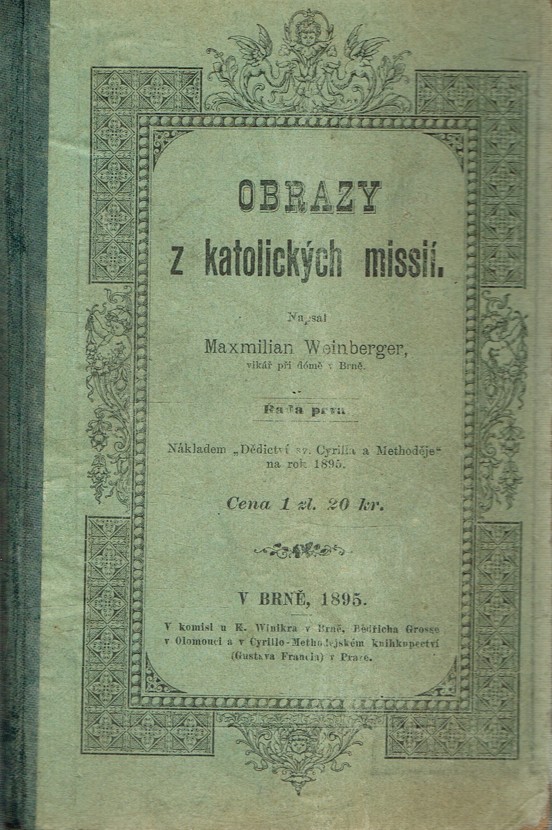 OBRAZY
z katolických missií.
Napsal
Maxmilian Weinberger,
vikář při dómě v Brně.
Řada prvá
Nákladem „Dědictví sv. Cyrilla a Methoděje“
na rok 1895.
Cena 1 zl. 20 kr.
V BRNĚ, 1895.
V komisi u K. Winikra v Brně, Bedřicha Grosse
v Olomouci a v Cyrillo-Methodějském knihkupectví
(Gustava Francla) v Praze.